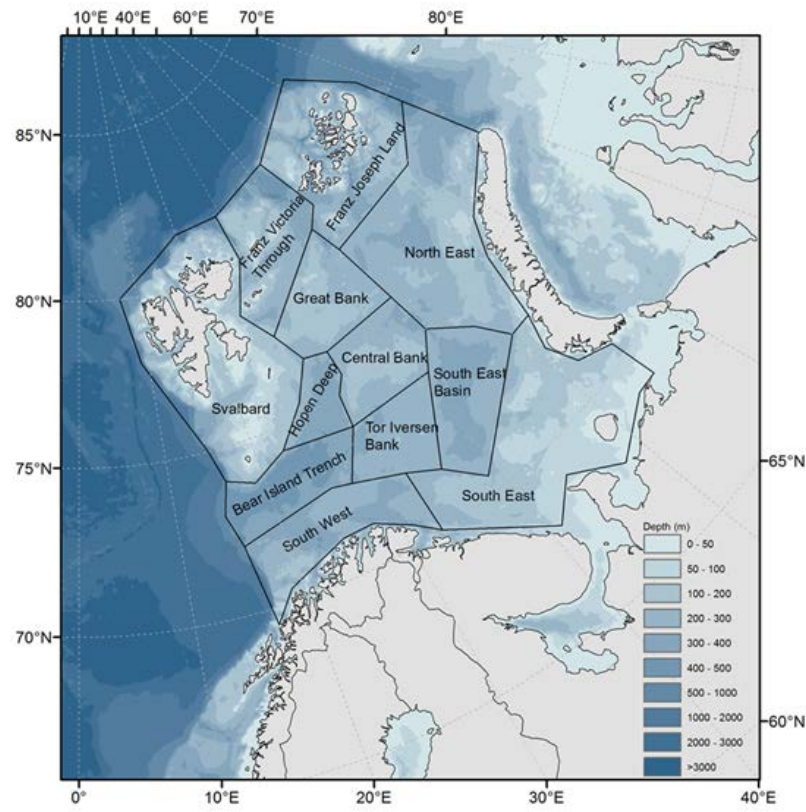 10°E 40°E 60°E 70°E 80°E
85°N
80°N
75°N
70°N
65°N
60°N
Franz Joseph Land
Franz Victoria
Through
North East
Great Bank
Central Bank
South East
Basin
Hopen Deep
Svalbard
Tor Iversen
Bank
Bear Island Trench
South West
South East
Depth (m)
0 - 50
50 - 100
100 - 200
200 - 300
300 - 400
400 - 500
500 - 1000
1000 - 2000
2000 - 3000
>3000
0° 10°E 20°E 30°E 40°E